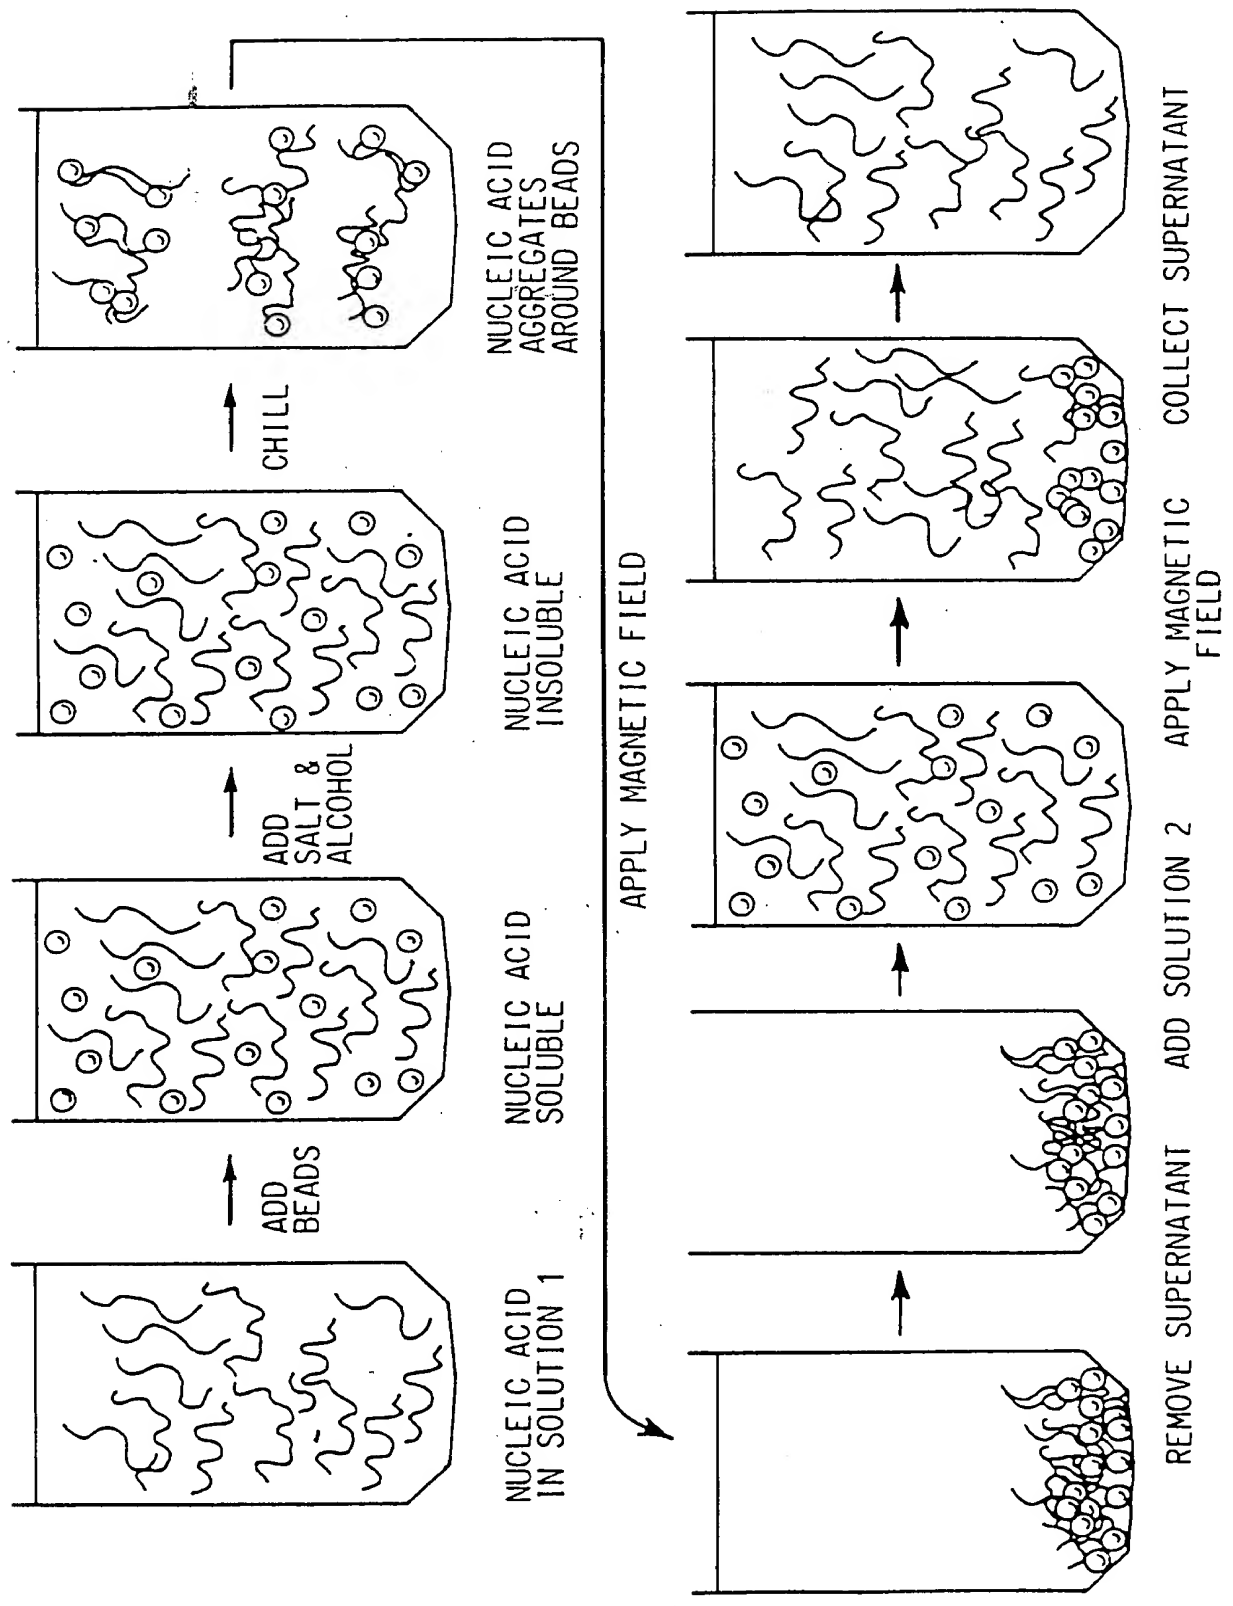 NUCLEIC ACID
IN SOLUTION 1
ADD
BEADS
NUCLEIC ACID
SOLUBLE
ADD
SALT &
ALCOHOL
NUCLEIC ACID
INSOLUBLE
CHILL
NUCLEIC ACID
AGGREGATES
AROUND BEADS
APPLY MAGNETIC FIELD
REMOVE SUPERNATANT
ADD SOLUTION 2
APPLY MAGNETIC
FIELD
COLLECT SUPERNATANT